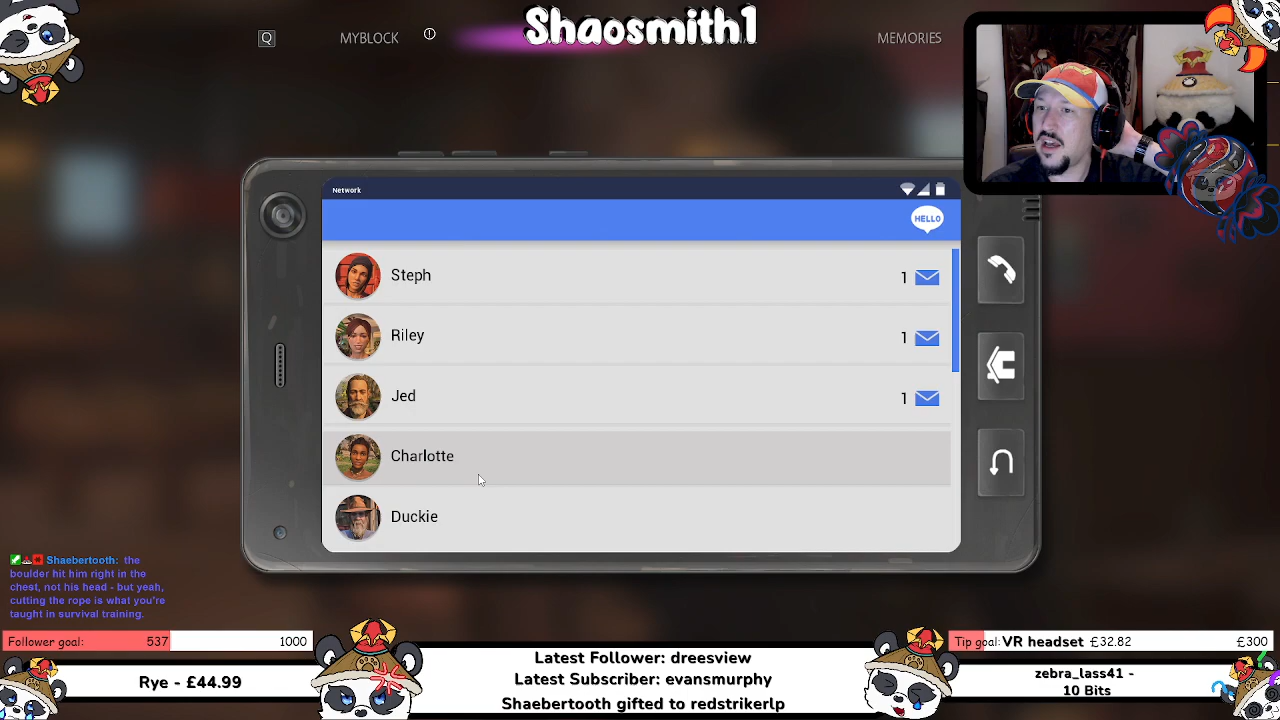 Shaosmith1
Q
MYBLOCK
MEMORIES
Network
HELLO
Steph
1
Riley
1
Jed
1
Charlotte
Duckie
Shaebertooth: the
boulder hit him right in the
chest, not his head - but yeah,
cutting the rope is what you're
taught in survival training.
Follower goal: 537 1000
Tip goal: VR headset £32.82 £300
Rye - £44.99
Latest Follower: dreesview
Latest Subscriber: evansmurphy
Shaebertooth gifted to redstrikerlp
zebra_lass41 -
10 Bits